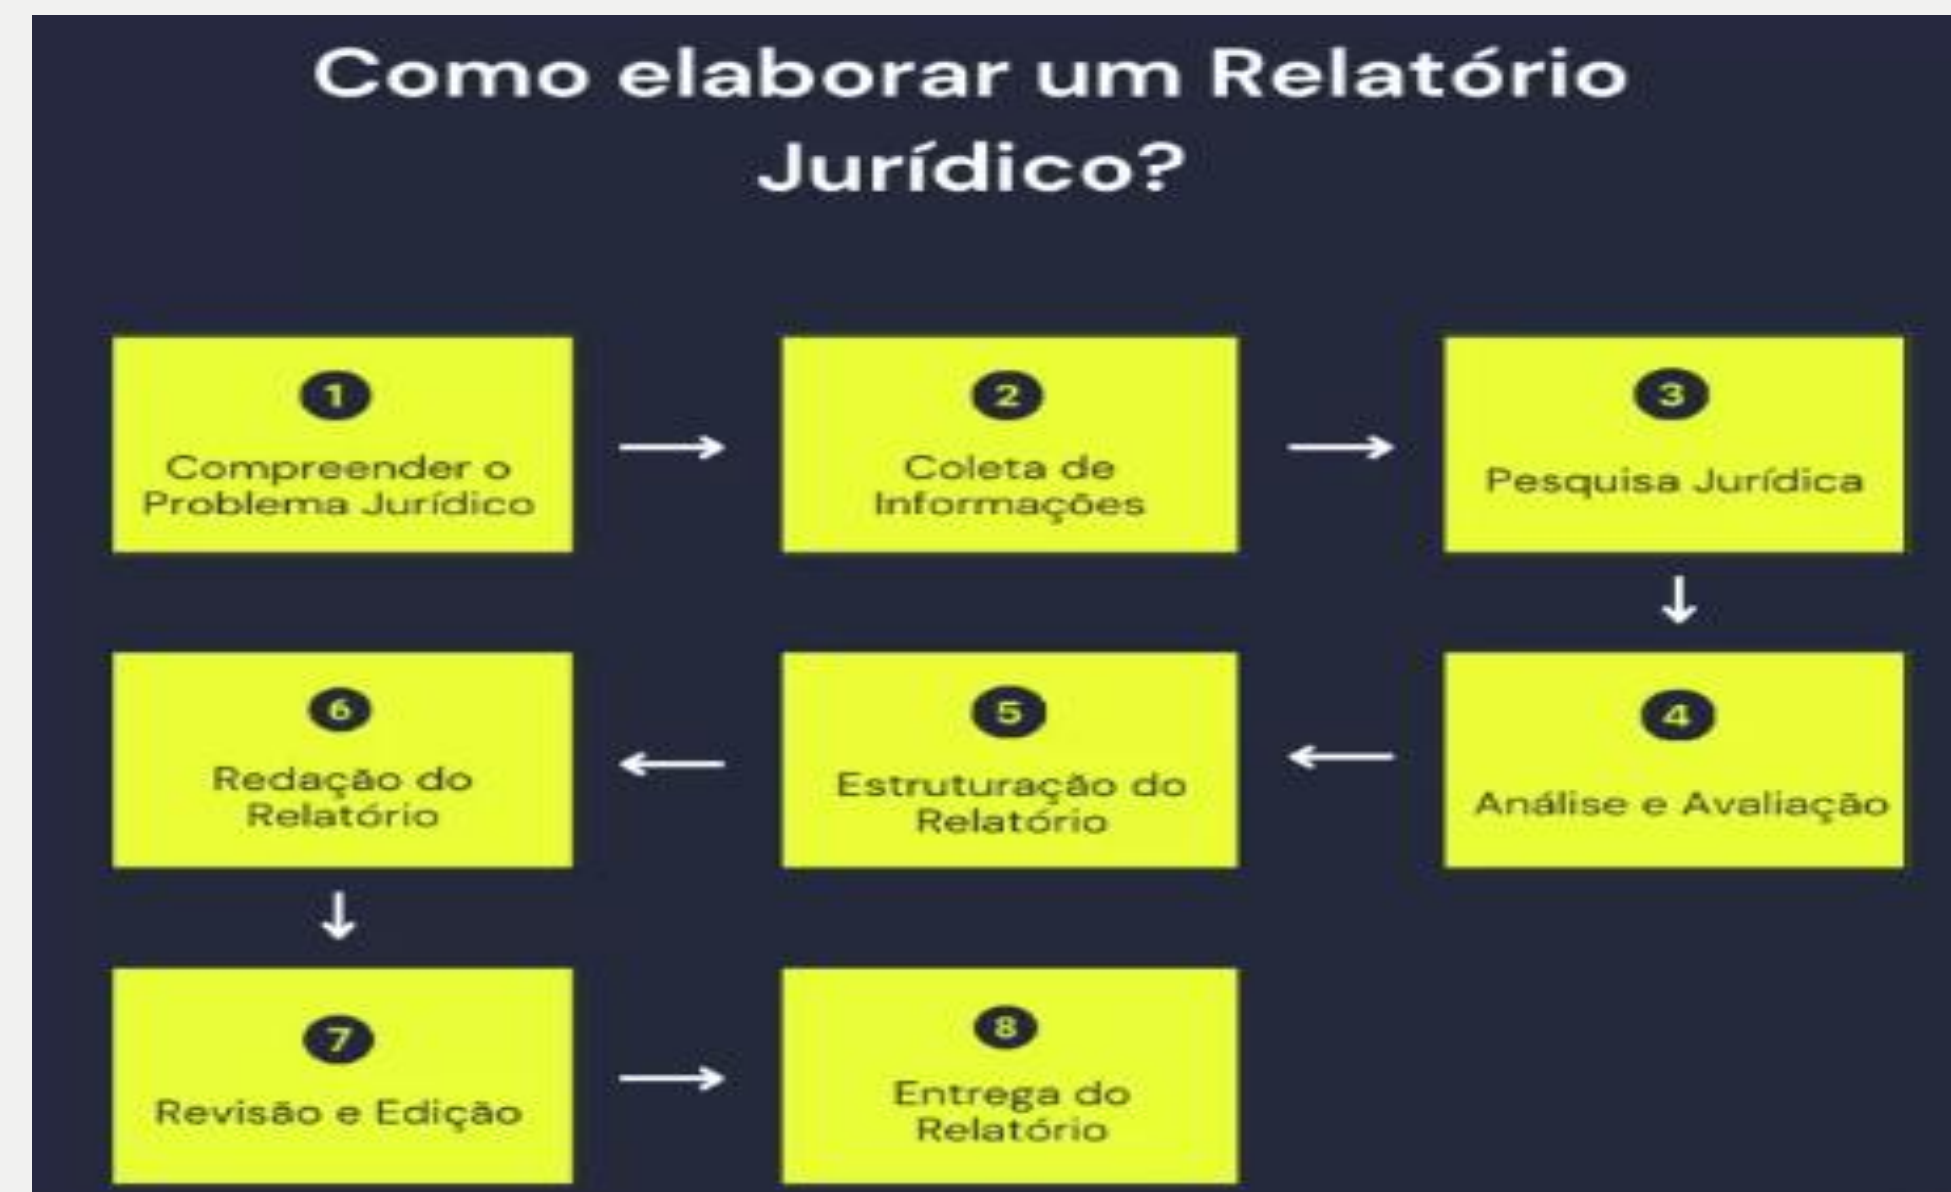 Como elaborar um Relatório
Jurídico?
1
Compreender o
Problema Jurídico
2
Coleta de
Informações
3
Pesquisa Jurídica
4
Análise e Avaliação
5
Estruturação do
Relatório
6
Redação do
Relatório
7
Revisão e Edição
8
Entrega do
Relatório